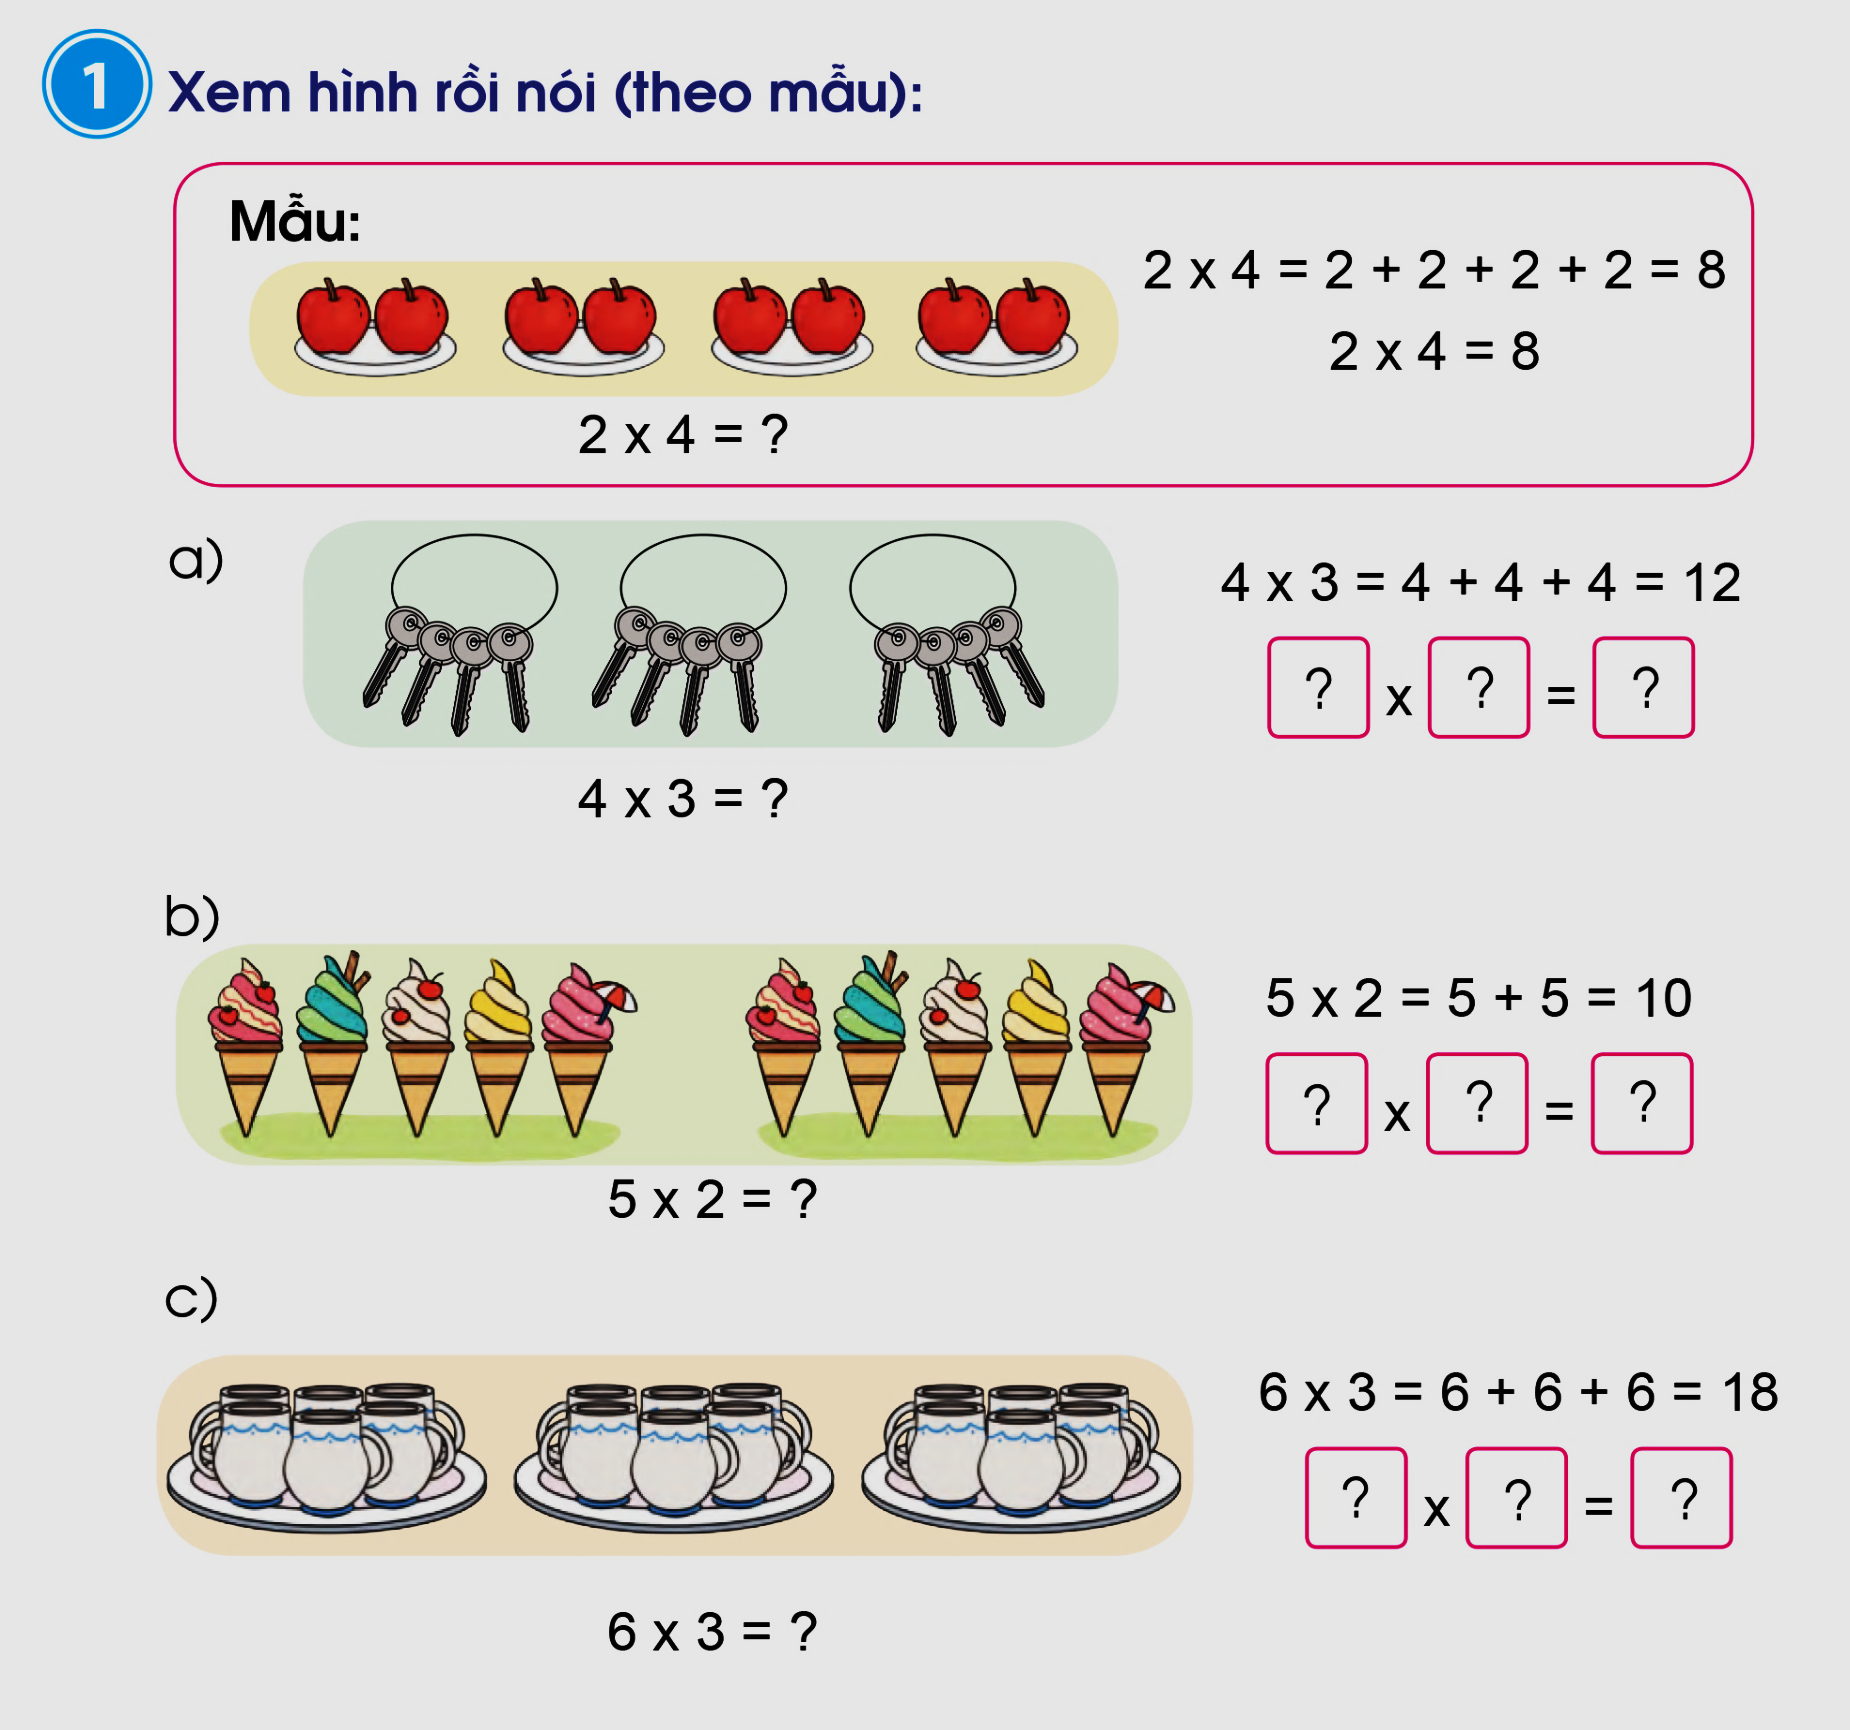 1 Xem hình rồi nói (theo mẫu):
Mẫu:
2 x 4 = 2 + 2 + 2 + 2 = 8
2 x 4 = 8
2 x 4 = ?
a)
4 x 3 = 4 + 4 + 4 = 12
? x ? = ?
4 x 3 = ?
b)
5 x 2 = 5 + 5 = 10
? x ? = ?
5 x 2 = ?
c)
6 x 3 = 6 + 6 + 6 = 18
? x ? = ?
6 x 3 = ?